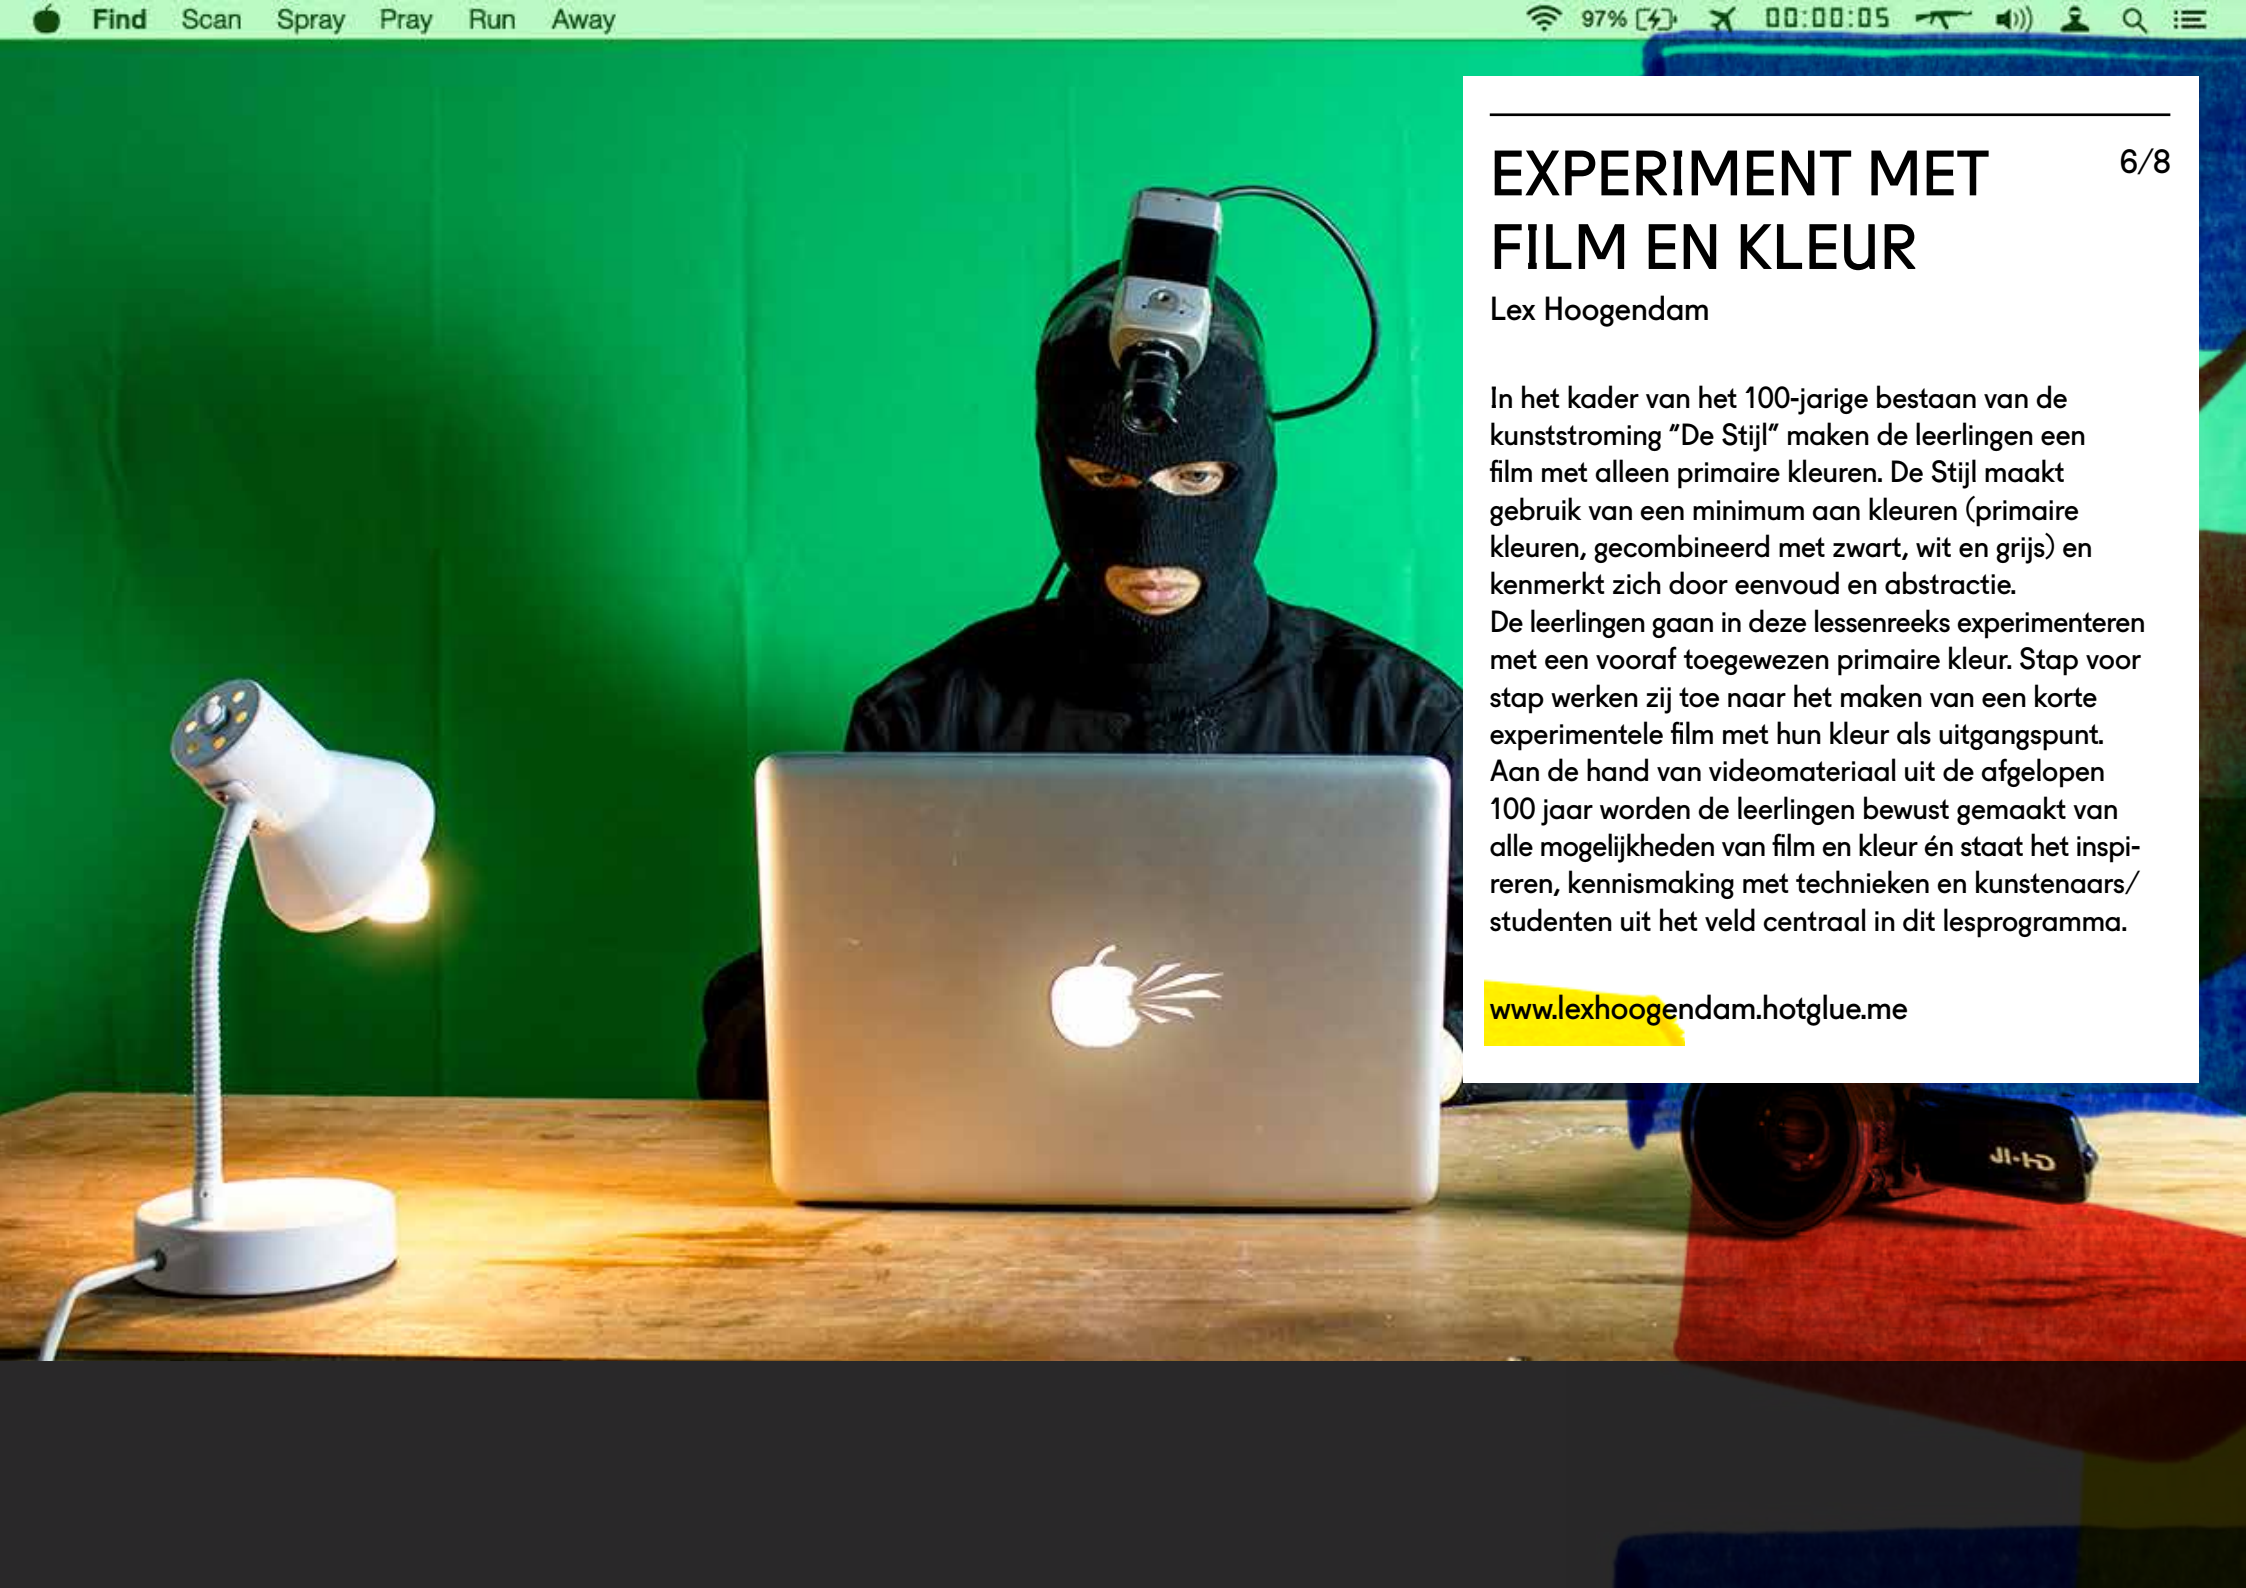 Find Scan Spray Pray Run Away
97% 00:00:05
EXPERIMENT MET
FILM EN KLEUR
6/8
Lex Hoogendam
In het kader van het 100-jarige bestaan van de
kunststroming “De Stijl” maken de leerlingen een
film met alleen primaire kleuren. De Stijl maakt
gebruik van een minimum aan kleuren (primaire
kleuren, gecombineerd met zwart, wit en grijs) en
kenmerkt zich door eenvoud en abstractie.
De leerlingen gaan in deze lessenreeks experimenteren
met een vooraf toegewezen primaire kleur. Stap voor
stap werken zij toe naar het maken van een korte
experimentele film met hun kleur als uitgangspunt.
Aan de hand van videomateriaal uit de afgelopen
100 jaar worden de leerlingen bewust gemaakt van
alle mogelijkheden van film en kleur én staat het inspi-
reren, kennismaking met technieken en kunstenaars/
studenten uit het veld centraal in dit lesprogramma.
www.lexhoogendam.hotglue.me